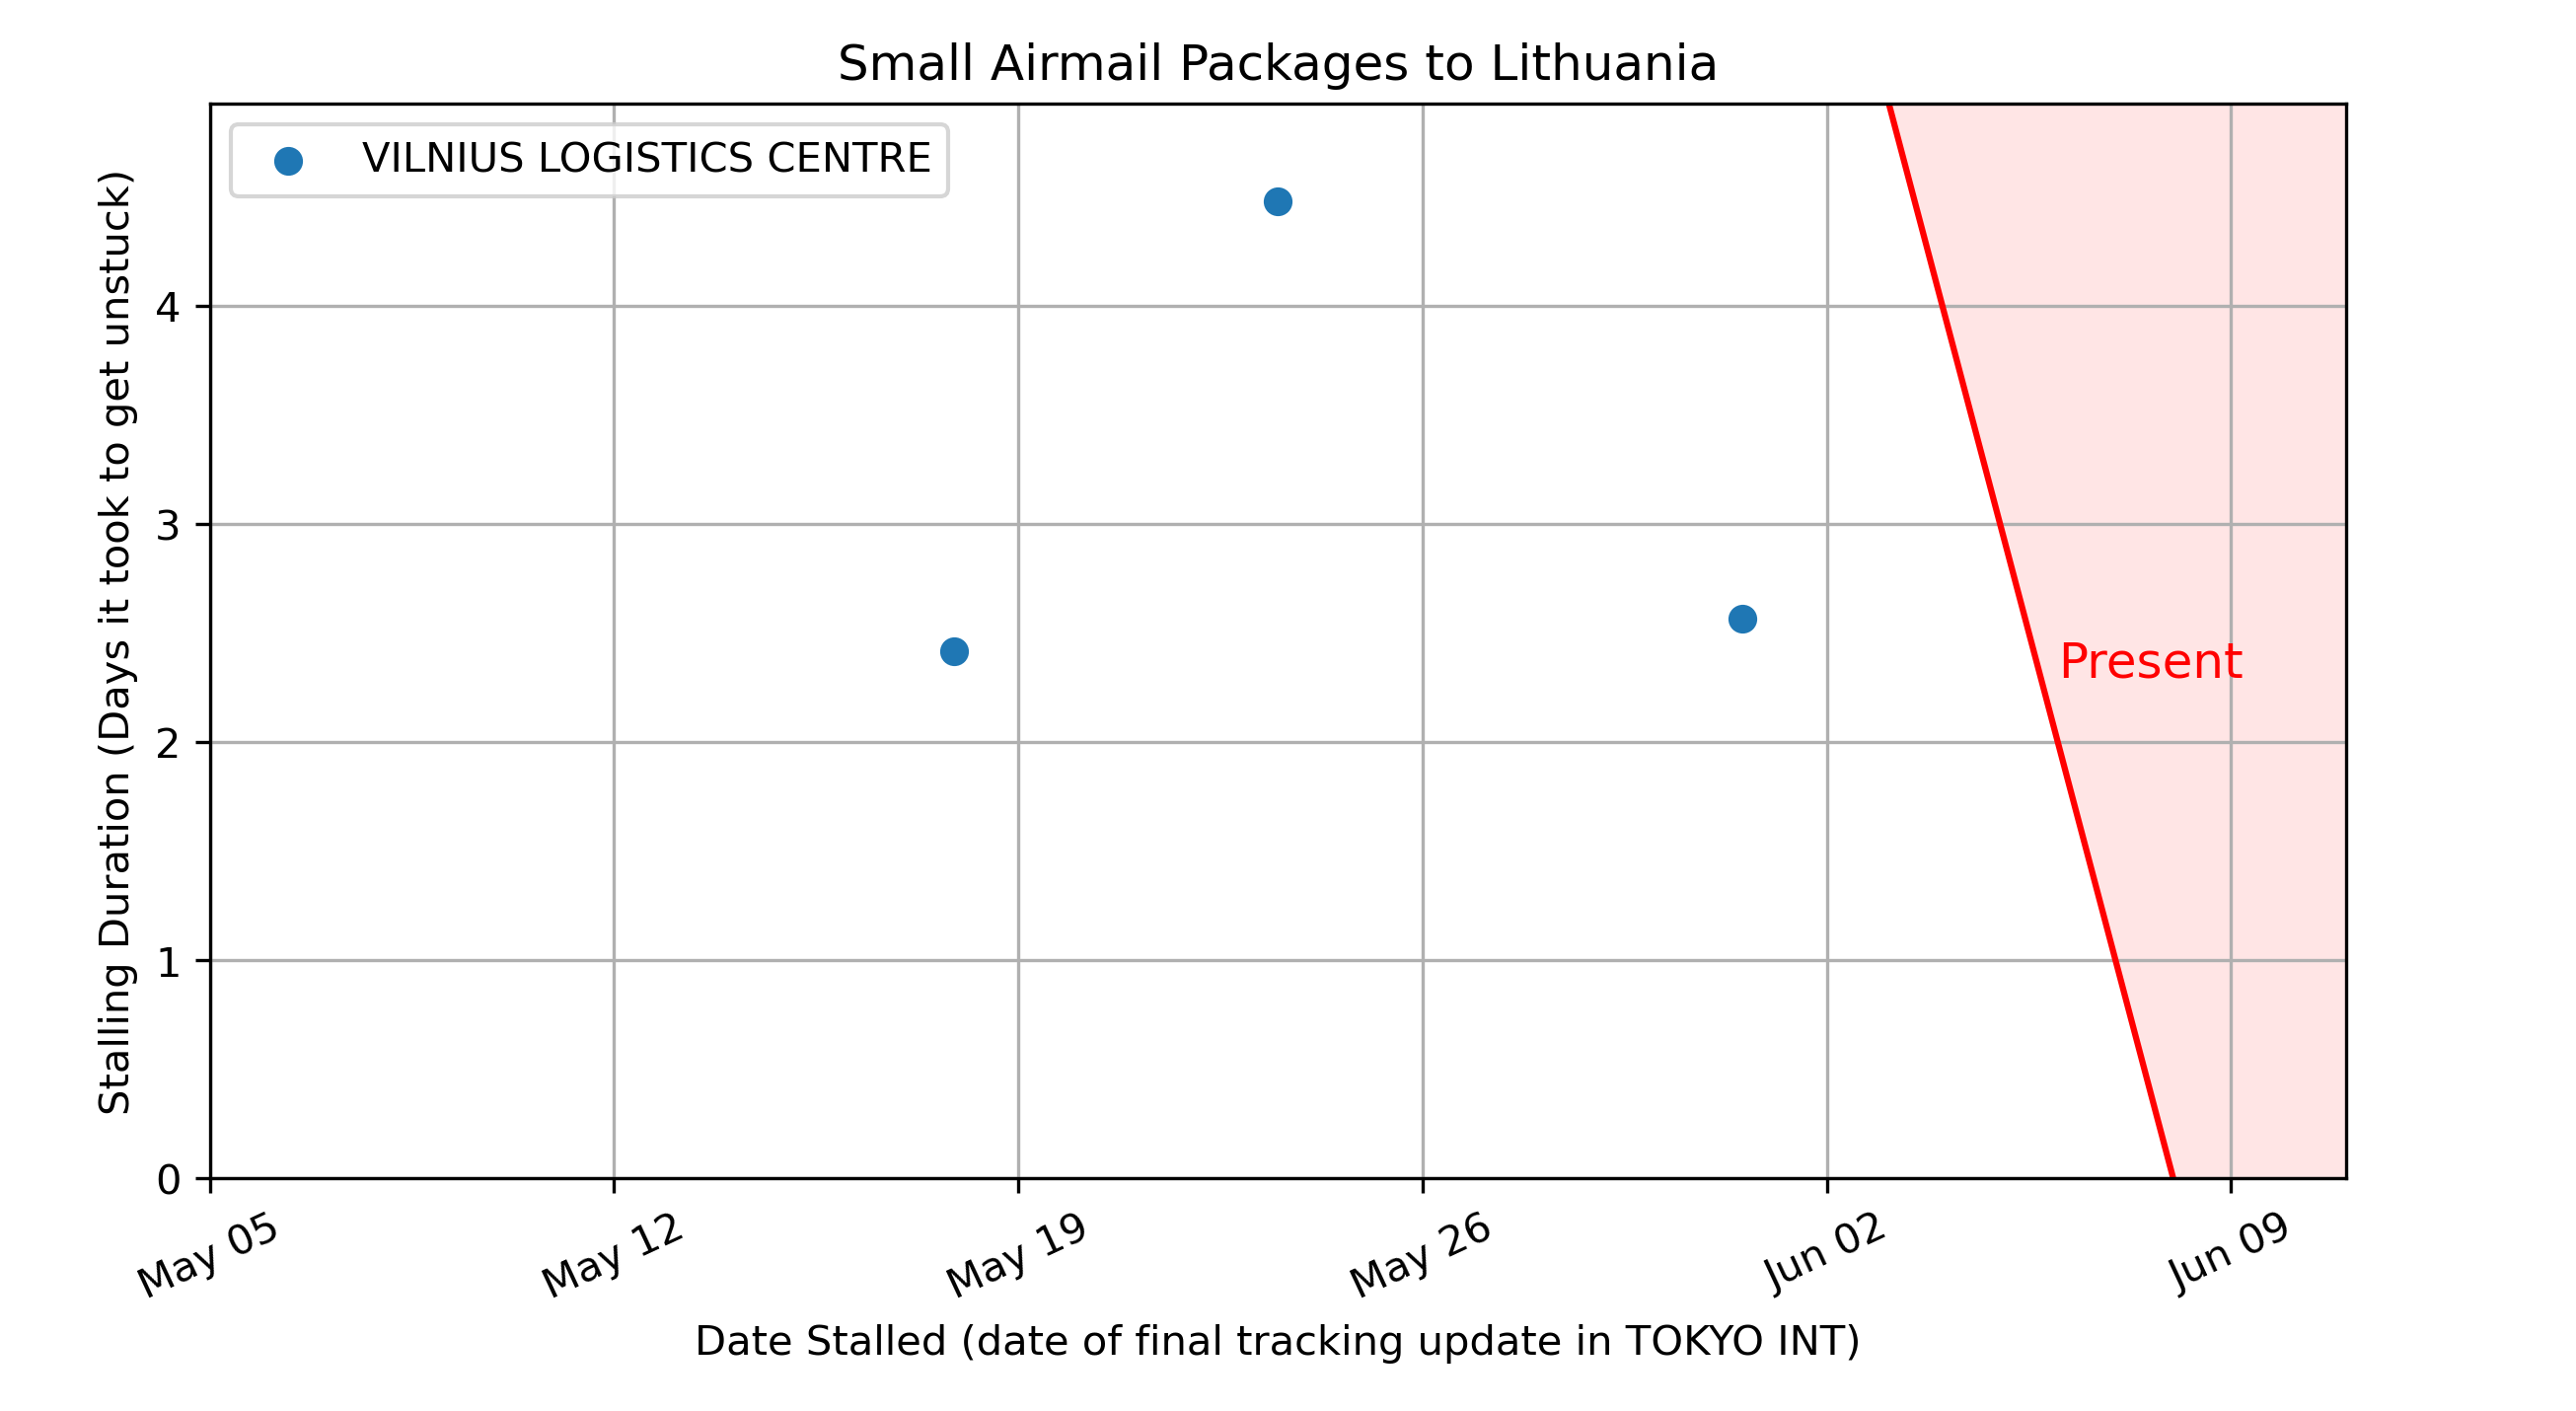 Small Airmail Packages to Lithuania
VILNIUS LOGISTICS CENTRE
Stalling Duration (Days it took to get unstuck)
4
3
2
1
0
Present
May 05
May 12
May 19
May 26
Jun 02
Jun 09
Date Stalled (date of final tracking update in TOKYO INT)